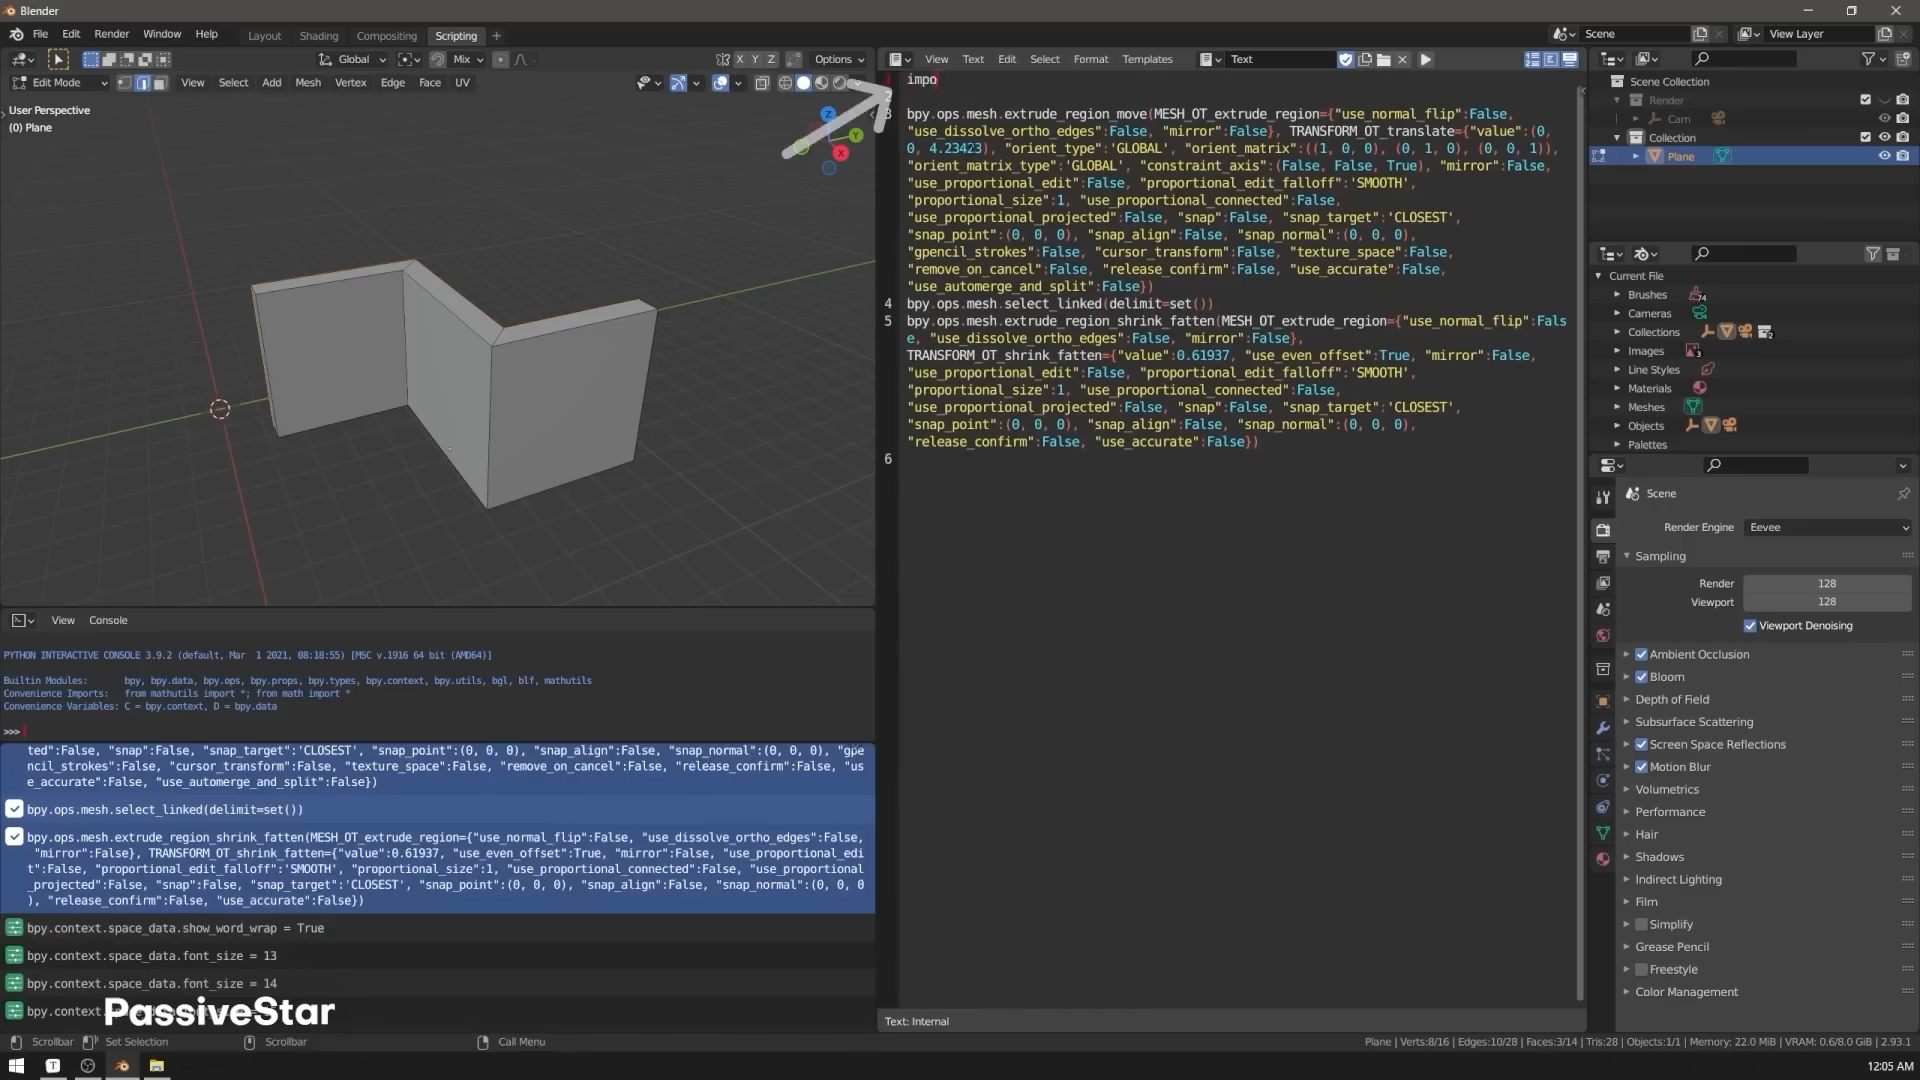 Blender
File Edit Render Window Help Layout Shading Compositing Scripting + Scene View Layer
Global Mix X Y Z Options
Edit Mode View Select Add Mesh Vertex Edge Face UV
User Perspective
(0) Plane
Z
Y
X
View Text Edit Select Format Templates Text
1 impo
2
3 bpy.ops.mesh.extrude_region_move(MESH_OT_extrude_region={"use_normal_flip":False,
"use_dissolve_ortho_edges":False, "mirror":False}, TRANSFORM_OT_translate={"value":(0,
0, 4.23423), "orient_type":'GLOBAL', "orient_matrix":((1, 0, 0), (0, 1, 0), (0, 0, 1)),
"orient_matrix_type":'GLOBAL', "constraint_axis":(False, False, True), "mirror":False,
"use_proportional_edit":False, "proportional_edit_falloff":'SMOOTH',
"proportional_size":1, "use_proportional_connected":False,
"use_proportional_projected":False, "snap":False, "snap_target":'CLOSEST',
"snap_point":(0, 0, 0), "snap_align":False, "snap_normal":(0, 0, 0),
"gpencil_strokes":False, "cursor_transform":False, "texture_space":False,
"remove_on_cancel":False, "release_confirm":False, "use_accurate":False,
"use_automerge_and_split":False})
4 bpy.ops.mesh.select_linked(delimit=set())
5 bpy.ops.mesh.extrude_region_shrink_fatten(MESH_OT_extrude_region={"use_normal_flip":Fals
e, "use_dissolve_ortho_edges":False, "mirror":False},
TRANSFORM_OT_shrink_fatten={"value":0.61937, "use_even_offset":True, "mirror":False,
"use_proportional_edit":False, "proportional_edit_falloff":'SMOOTH',
"proportional_size":1, "use_proportional_connected":False,
"use_proportional_projected":False, "snap":False, "snap_target":'CLOSEST',
"snap_point":(0, 0, 0), "snap_align":False, "snap_normal":(0, 0, 0),
"release_confirm":False, "use_accurate":False})
6
Text: Internal
View Console
PYTHON INTERACTIVE CONSOLE 3.9.2 (default, Mar 1 2021, 08:18:55) [MSC v.1916 64 bit (AMD64)]
Builtin Modules: bpy, bpy.data, bpy.ops, bpy.props, bpy.types, bpy.context, bpy.utils, bgl, blf, mathutils
Convenience Imports: from mathutils import *; from math import *
Convenience Variables: C = bpy.context, D = bpy.data
>>>
ted":False, "snap":False, "snap_target":'CLOSEST', "snap_point":(0, 0, 0), "snap_align":False, "snap_normal":(0, 0, 0), "gpe
ncil_strokes":False, "cursor_transform":False, "texture_space":False, "remove_on_cancel":False, "release_confirm":False, "us
e_accurate":False, "use_automerge_and_split":False})
bpy.ops.mesh.select_linked(delimit=set())
bpy.ops.mesh.extrude_region_shrink_fatten(MESH_OT_extrude_region={"use_normal_flip":False, "use_dissolve_ortho_edges":False,
"mirror":False}, TRANSFORM_OT_shrink_fatten={"value":0.61937, "use_even_offset":True, "mirror":False, "use_proportional_edi
t":False, "proportional_edit_falloff":'SMOOTH', "proportional_size":1, "use_proportional_connected":False, "use_proportional
_projected":False, "snap":False, "snap_target":'CLOSEST', "snap_point":(0, 0, 0), "snap_align":False, "snap_normal":(0, 0, 0
), "release_confirm":False, "use_accurate":False})
bpy.context.space_data.show_word_wrap = True
bpy.context.space_data.font_size = 13
bpy.context.space_data.font_size = 14
bpy.context.
PassiveStar
Scene Collection
Render
Cam
Collection
Plane
Current File
Brushes 74
Cameras
Collections 2
Images 3
Line Styles
Materials
Meshes
Objects
Palettes
Scene
Render Engine Eevee
Sampling
Render 128
Viewport 128
Viewport Denoising
Ambient Occlusion
Bloom
Depth of Field
Subsurface Scattering
Screen Space Reflections
Motion Blur
Volumetrics
Performance
Hair
Shadows
Indirect Lighting
Film
Simplify
Grease Pencil
Freestyle
Color Management
Scrollbar Set Selection Scrollbar Call Menu
Plane | Verts:8/16 | Edges:10/28 | Faces:3/14 | Tris:28 | Objects:1/1 | Memory: 22.0 MiB | VRAM: 0.6/8.0 GiB | 2.93.1
T 12:05 AM